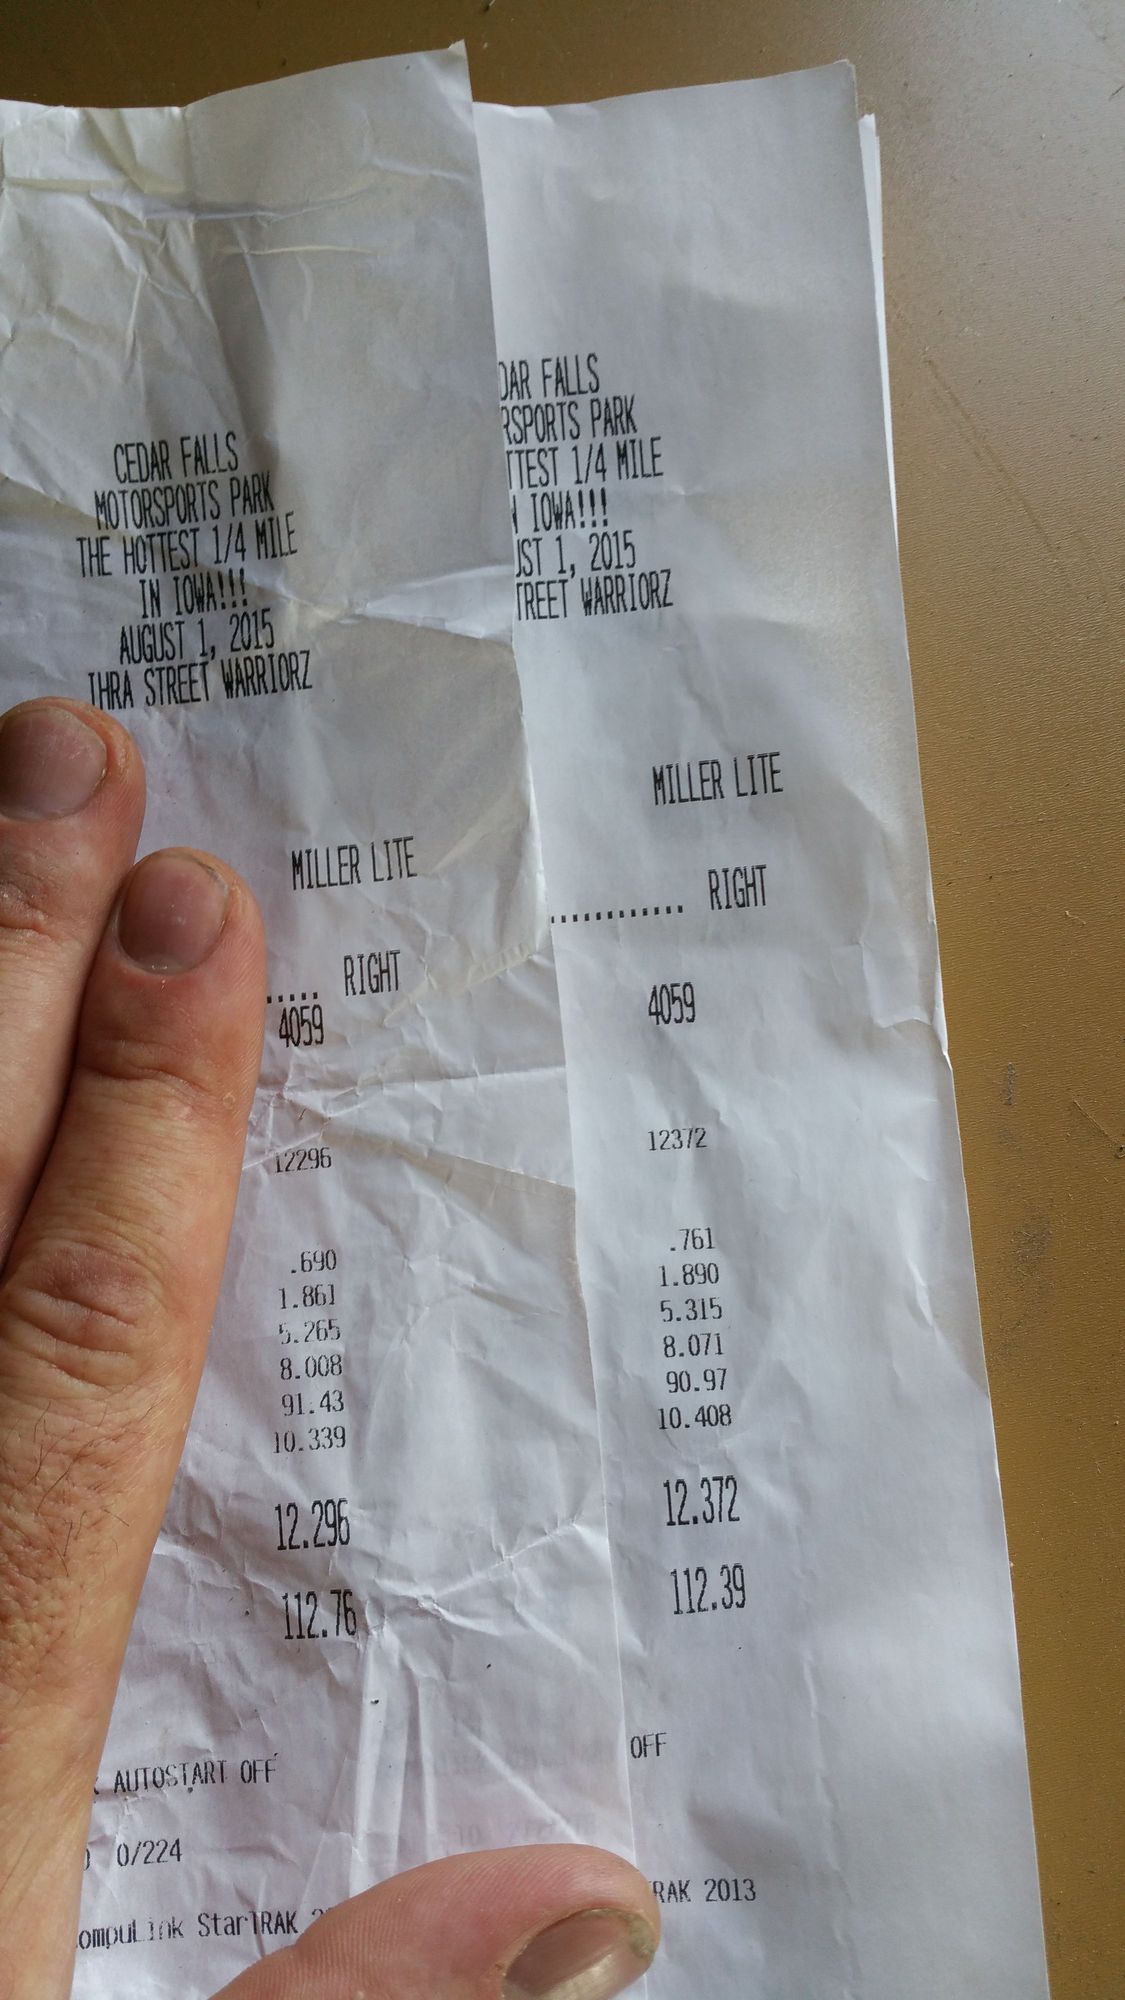 CEDAR FALLS
MOTORSPORTS PARK
THE HOTTEST 1/4 MILE
IN IOWA!!!
AUGUST 1, 2015
IHRA STREET WARRIORZ
MILLER LITE
..... RIGHT
4059
12296
.690
1.861
5.265
8.008
91.43
10.339
12.296
112.76
AUTOSTART OFF
0/224
ompuLink StarTRAK
DAR FALLS
RSPORTS PARK
TTEST 1/4 MILE
IOWA!!!
UST 1, 2015
TREET WARRIORZ
MILLER LITE
............ RIGHT
4059
12372
.761
1.890
5.315
8.071
90.97
10.408
12.372
112.39
OFF
RAK 2013